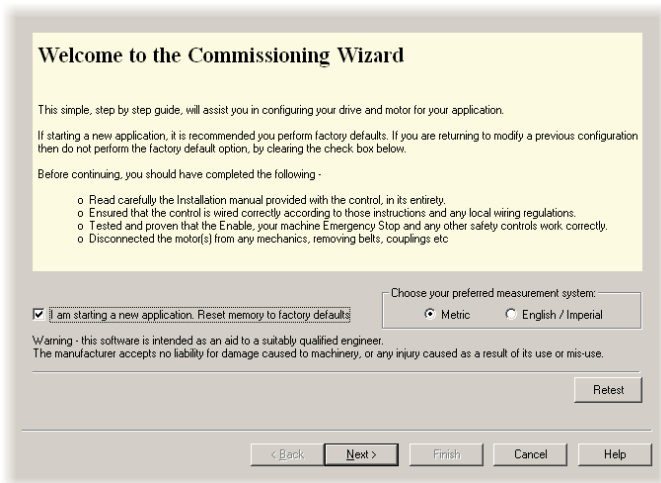 Welcome to the Commissioning Wizard
This simple, step by step guide, will assist you in configuring your drive and motor for your application.
If starting a new application, it is recommended you perform factory defaults. If you are returning to modify a previous configuration
then do not perform the factory default option, by clearing the check box below.
Before continuing, you should have completed the following -
o Read carefully the Installation manual provided with the control, in its entirety.
o Ensured that the control is wired correctly according to those instructions and any local wiring regulations.
o Tested and proven that the Enable, your machine Emergency Stop and any other safety controls work correctly.
o Disconnected the motor(s) from any mechanics, removing belts, couplings etc
Choose your preferred measurement system:
I am starting a new application. Reset memory to factory defaults
Metric
English / Imperial
Warning - this software is intended as an aid to a suitably qualified engineer.
The manufacturer accepts no liability for damage caused to machinery, or any injury caused as a result of its use or mis-use.
Retest
< Back
Next >
Finish
Cancel
Help